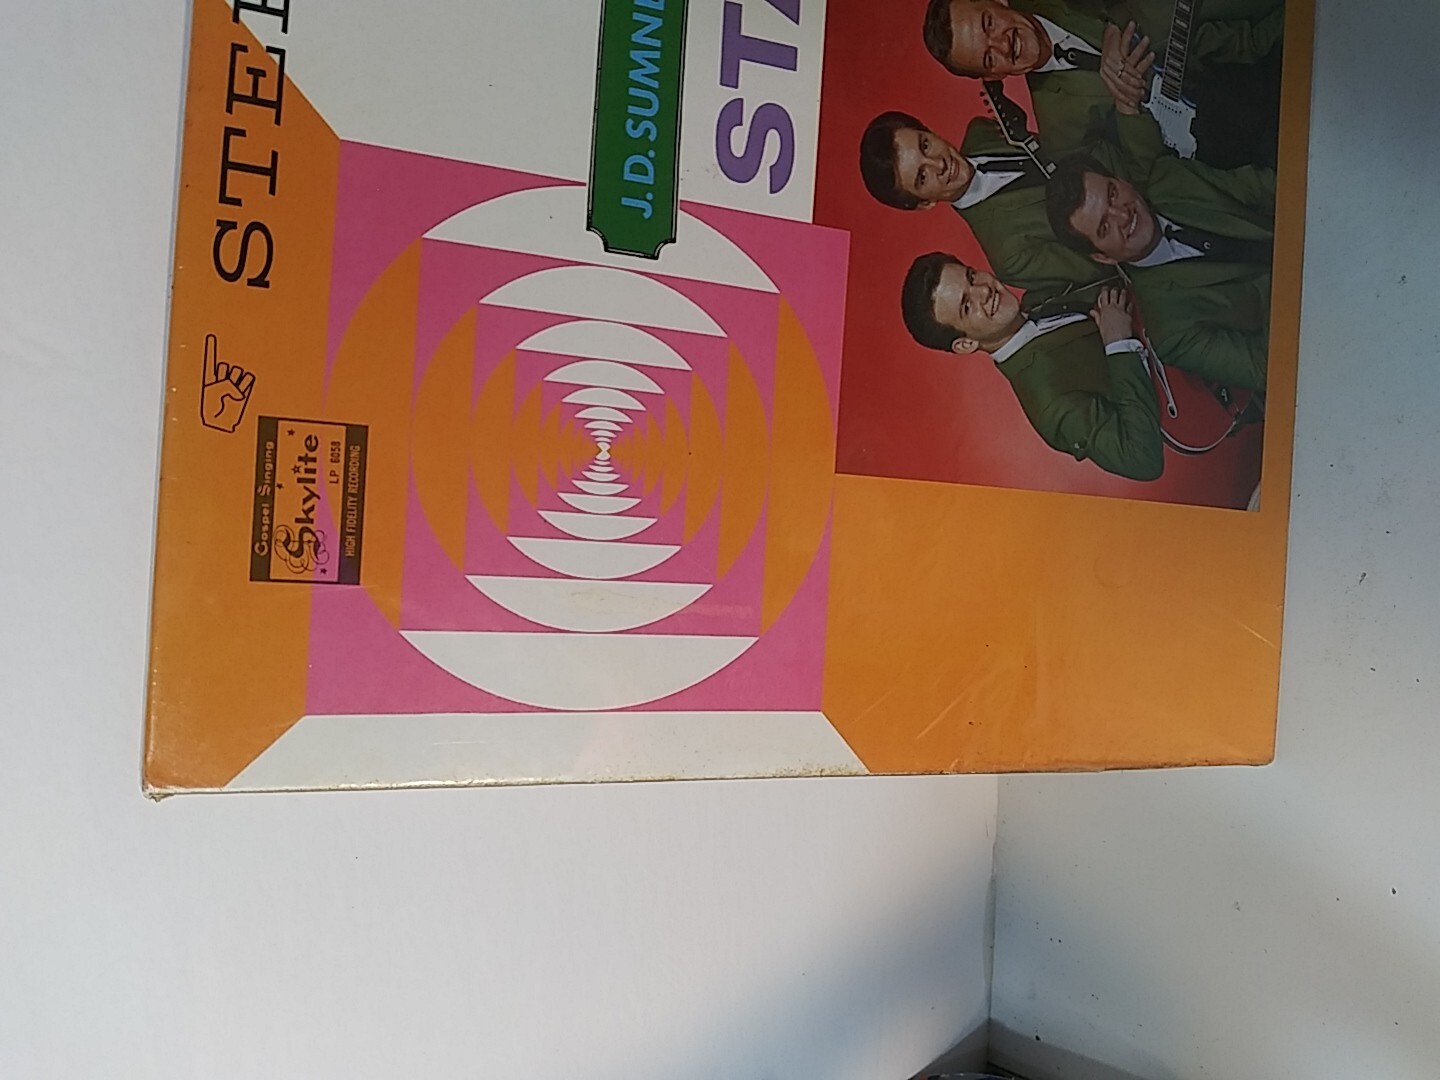 STE
Gospel Singing
Skylite
LP 6058
HIGH FIDELITY RECORDING
J.D. SUMNE
STA